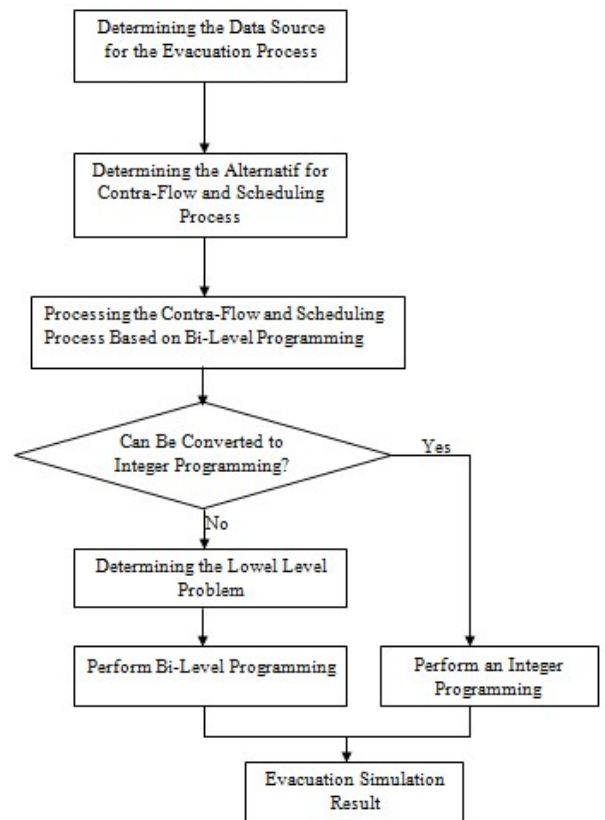 Determining the Data Source
for the Evacuation Process
Determining the Alternatif for
Contra-Flow and Scheduling
Process
Processing the Contra-Flow and Scheduling
Process Based on Bi-Level Programming
Can Be Converted to
Integer Programming?
Yes
No
Determining the Lowel Level
Problem
Perform Bi-Level Programming
Perform an Integer
Programming
Evacuation Simulation
Result